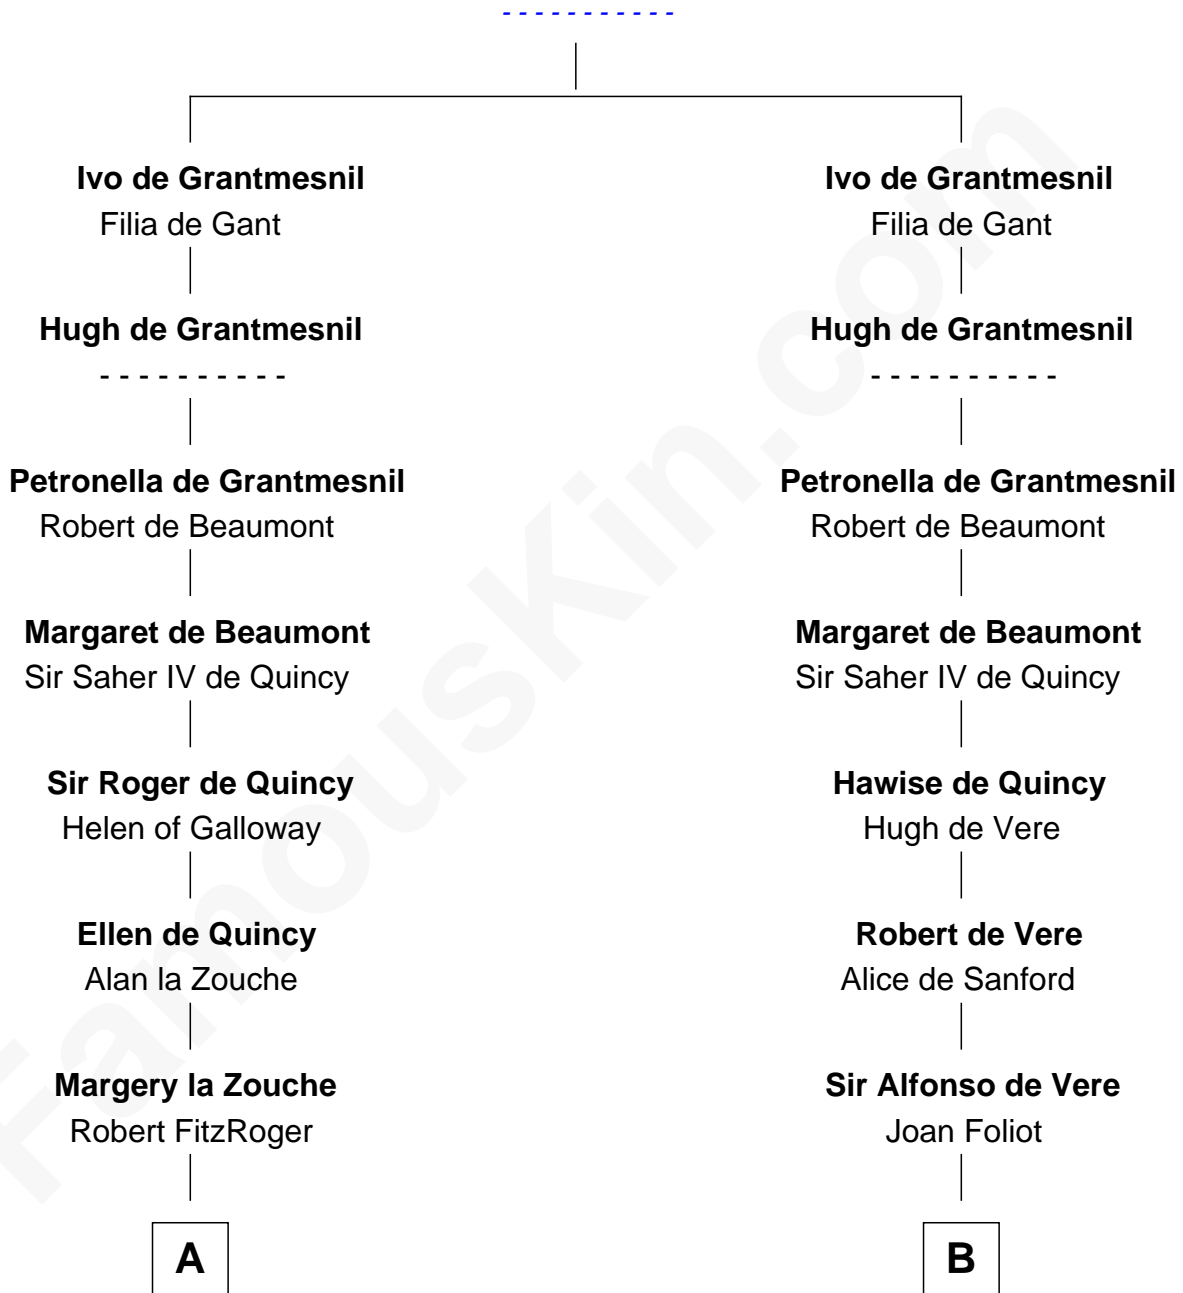 - - - - - - - - - - -
Ivo de Grantmesnil
Filia de Gant
Hugh de Grantmesnil
- - - - - - - - - -
Petronella de Grantmesnil
Robert de Beaumont
Margaret de Beaumont
Sir Saher IV de Quincy
Sir Roger de Quincy
Helen of Galloway
Ellen de Quincy
Alan la Zouche
Margery la Zouche
Robert FitzRoger
A
Ivo de Grantmesnil
Filia de Gant
Hugh de Grantmesnil
- - - - - - - - - -
Petronella de Grantmesnil
Robert de Beaumont
Margaret de Beaumont
Sir Saher IV de Quincy
Hawise de Quincy
Hugh de Vere
Robert de Vere
Alice de Sanford
Sir Alfonso de Vere
Joan Foliot
B
FamousKin.com